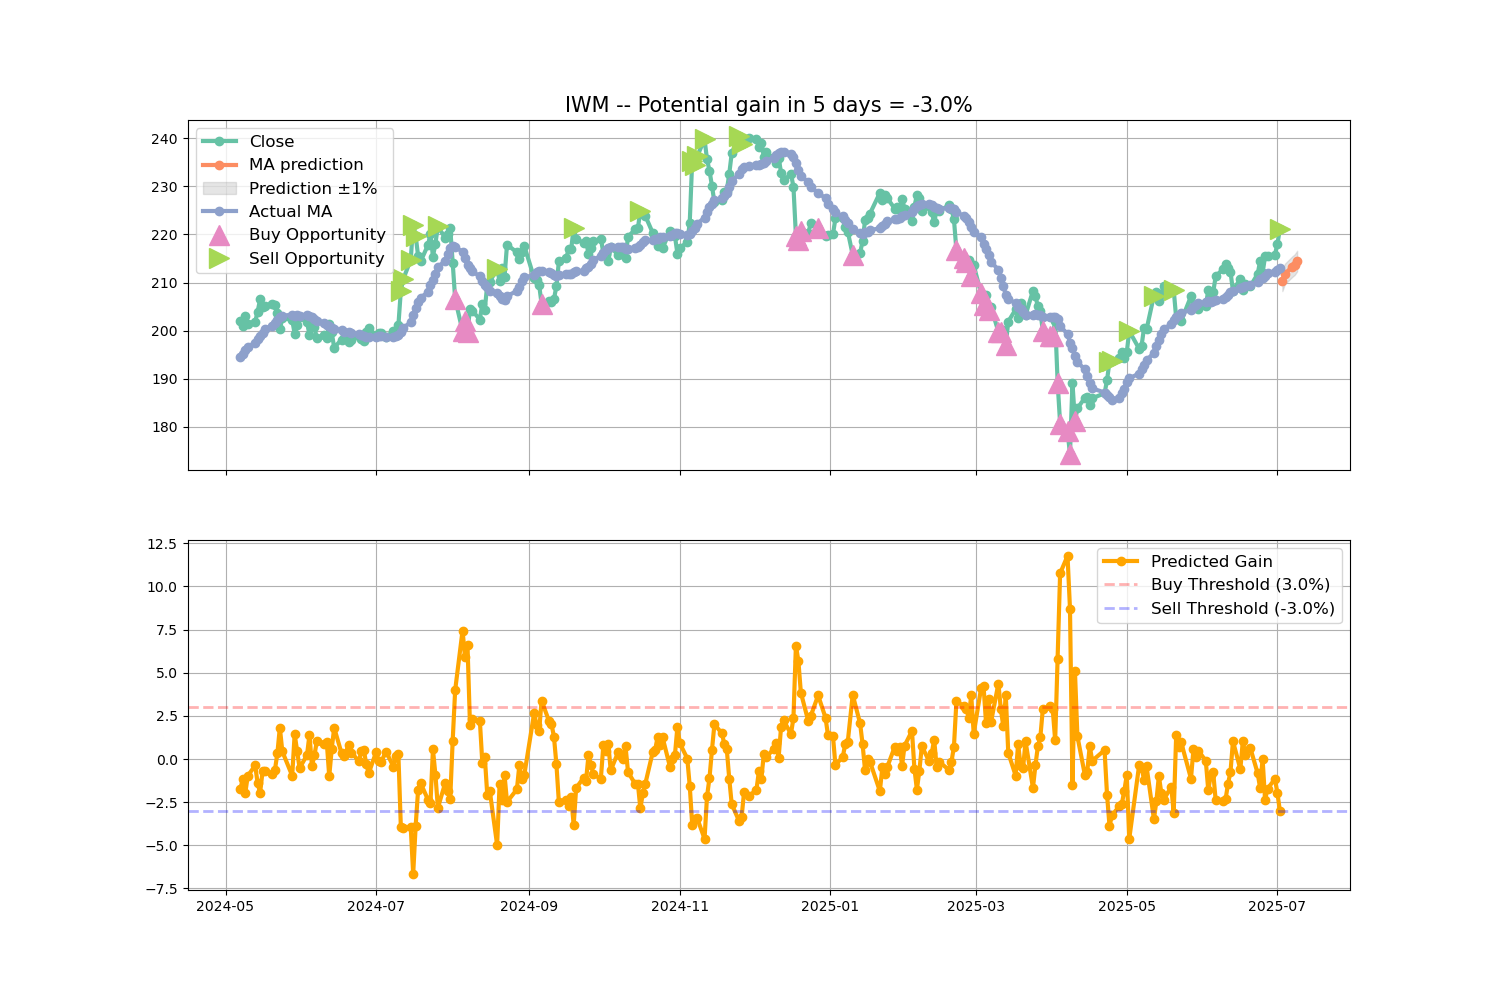 IWM -- Potential gain in 5 days = -3.0%
240
230
220
210
200
190
180
Close
MA prediction
Prediction ±1%
Actual MA
Buy Opportunity
Sell Opportunity
12.5
10.0
7.5
5.0
2.5
0.0
−2.5
−5.0
−7.5
Predicted Gain
Buy Threshold (3.0%)
Sell Threshold (-3.0%)
2024-05 2024-07 2024-09 2024-11 2025-01 2025-03 2025-05 2025-07